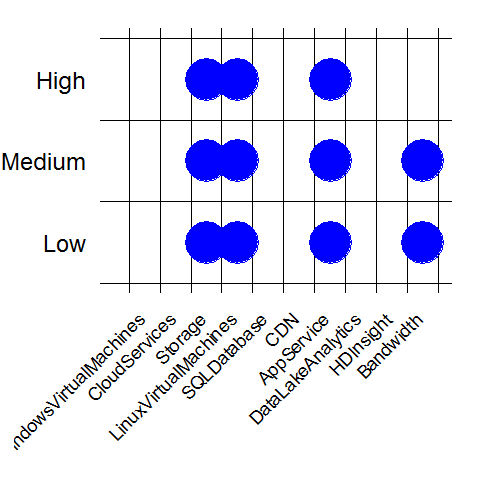 High
Medium
Low
ndowsVirtualMachines
CloudServices
Storage
LinuxVirtualMachines
SQLDatabase
CDN
AppService
DataLakeAnalytics
HDInsight
Bandwidth